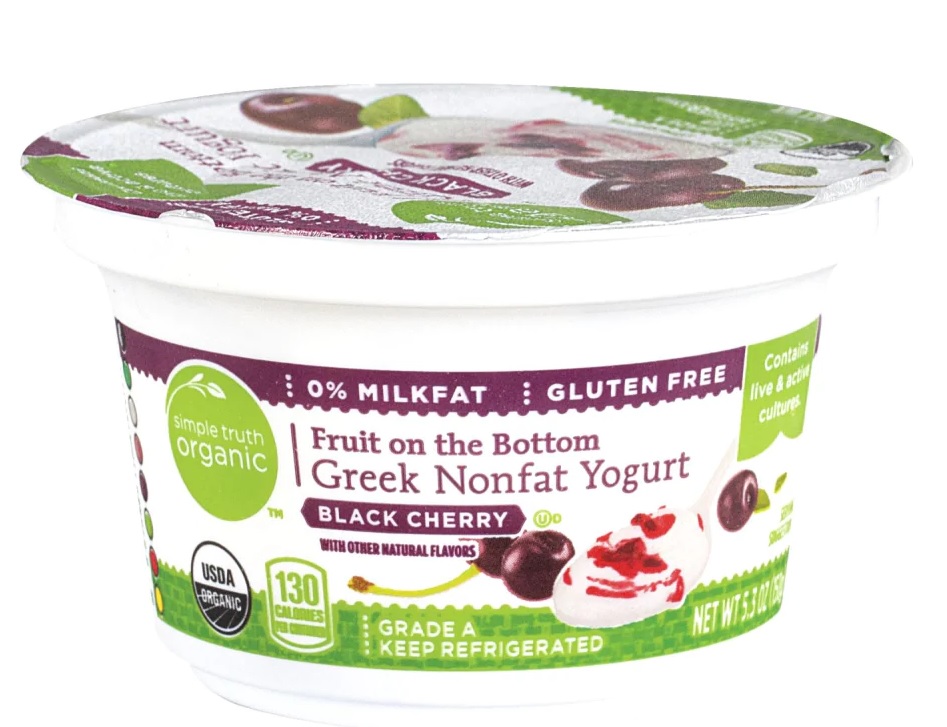 0% MILKFAT
GLUTEN FREE
Contains
live & active
cultures.
simple truth
organic
TM
Fruit on the Bottom
Greek Nonfat Yogurt
BLACK CHERRY
WITH OTHER NATURAL FLAVORS
USDA
ORGANIC
130
CALORIES
GRADE A
KEEP REFRIGERATED
NET WT 5.3 OZ